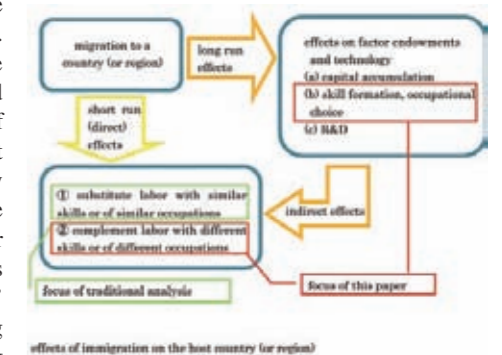 migration to a
country (or region)
long run
effects
effects on factor endowments
and technology
(a) capital accumulation
(b) skill formation, occupational
choice
(c) R&D
short run
(direct)
effects
① substitute labor with similar
skills or of similar occupations
② complement labor with different
skills or of different occupations
indirect effects
focus of traditional analysis
focus of this paper
effects of immigration on the host country (or region)